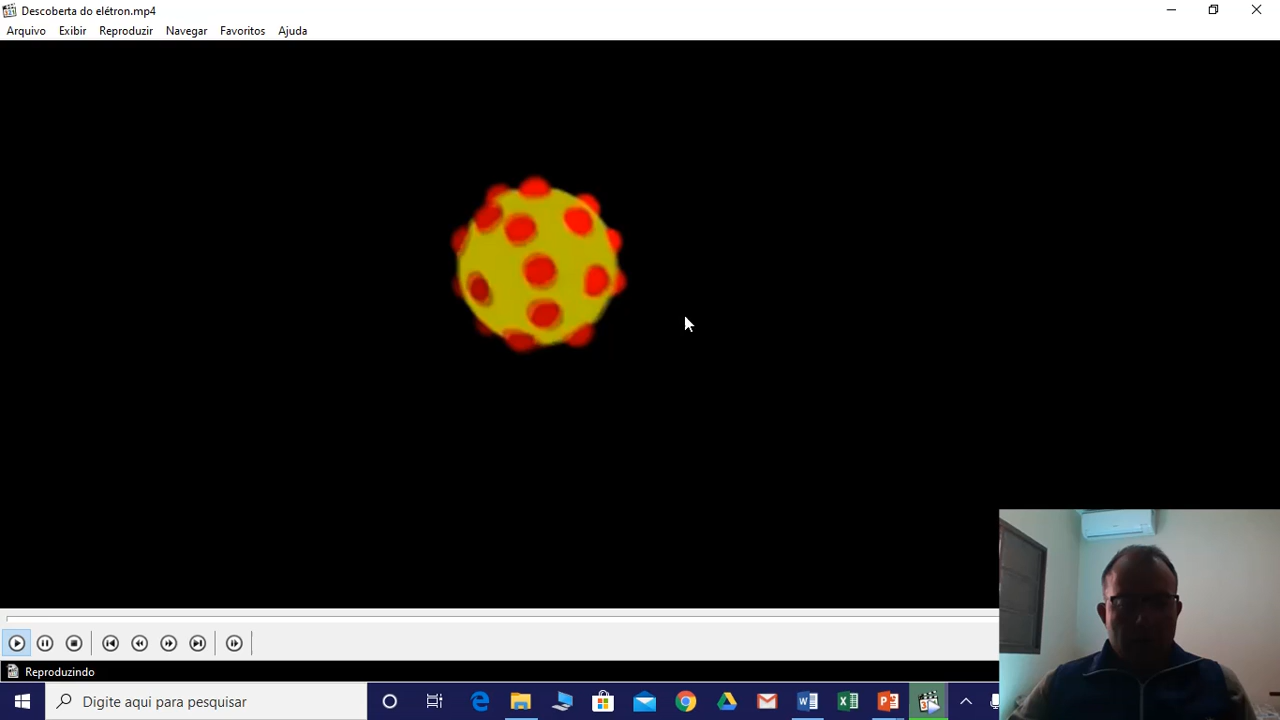 Descoberta do elétron.mp4
Arquivo Exibir Reproduzir Navegar Favoritos Ajuda
Reproduzindo
Digite aqui para pesquisar